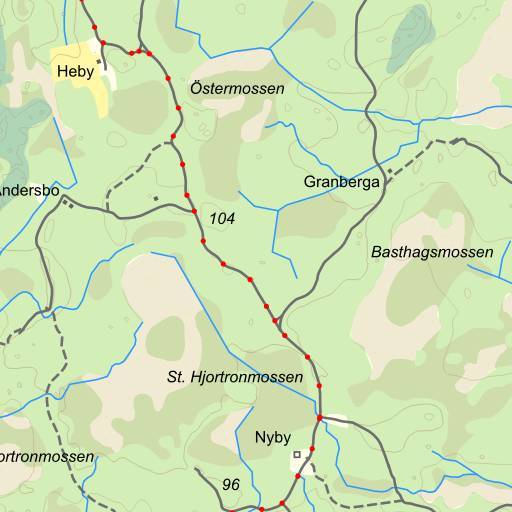 Heby
Östermossen
Granberga
Andersbo
104
Basthagsmossen
St. Hjortronmossen
Nyby
ortronmossen
96